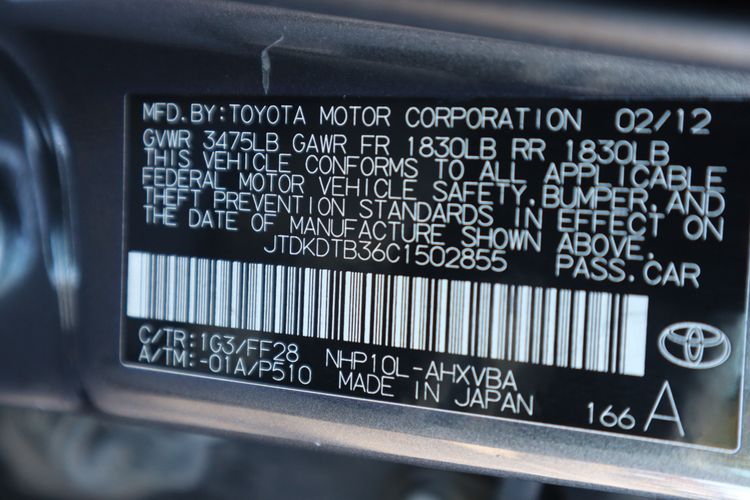 MFD.BY:TOYOTA MOTOR CORPORATION 02/12
GVWR 3475LB GAWR FR 1830LB RR 1830LB
THIS VEHICLE CONFORMS TO ALL APPLICABLE
FEDERAL MOTOR VEHICLE SAFETY,BUMPER,AND
THEFT PREVENTION STANDARDS IN EFFECT ON
THE DATE OF MANUFACTURE SHOWN ABOVE.
JTDKDTB36C1502855 PASS.CAR
C/TR:1G3/FF28 NHP10L-AHXVBA
A/TM:-01A/P510 MADE IN JAPAN
166 A